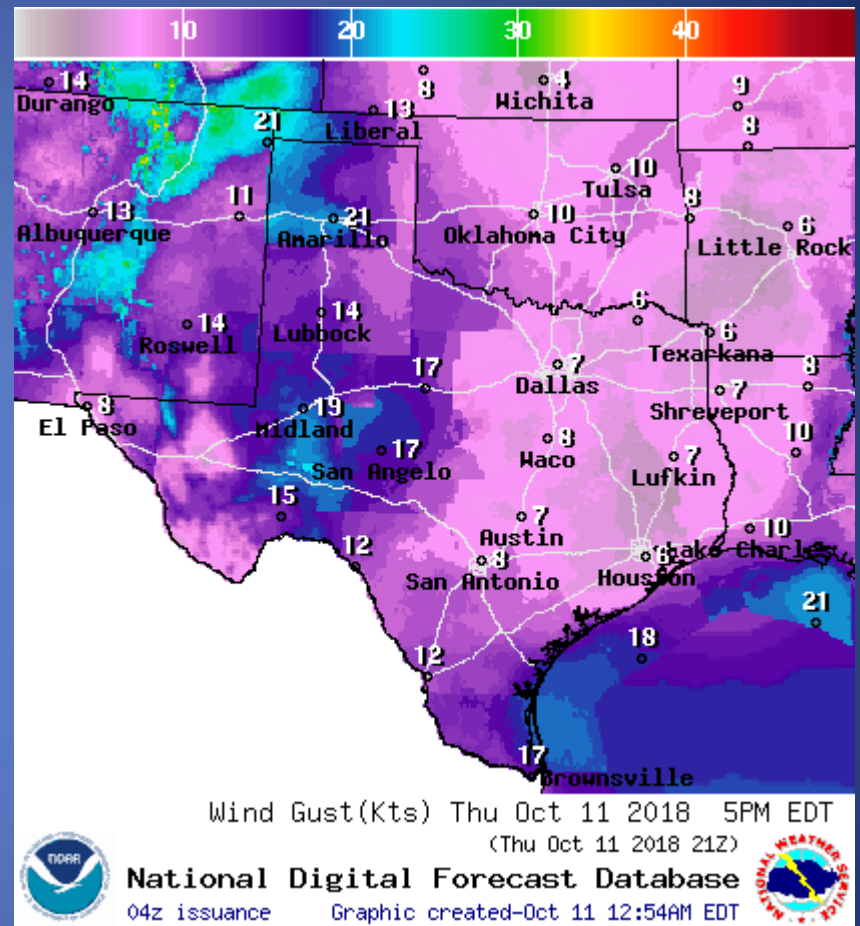 10 20 30 40
14 8 4 9
Durango Wichita
13
Liberal
21 8
10
Tulsa
13 11 21 10 8 6
Albuquerque Amarillo Oklahoma City Little Rock
14 14 6 6
Roswell Lubbock Texarkana
17 7 7 8
Dallas Shreveport
8 19
El Paso Midland
17 8 7 10
San Angelo Waco Lufkin
15 7 10
Austin Lake Charles
12 8 6
San Antonio Houston
21
18
12
17
Brownsville
Wind Gust(Kts) Thu Oct 11 2018 5PM EDT
(Thu Oct 11 2018 21Z)
National Digital Forecast Database
04z issuance Graphic created-Oct 11 12:54AM EDT
NOAA
NATIONAL WEATHER SERVICE